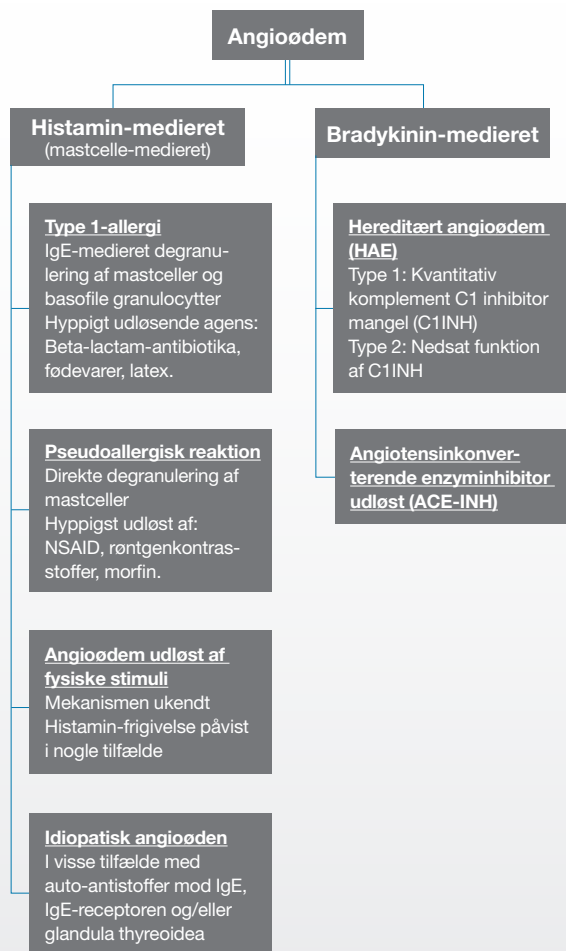 Angioødem
Histamin-medieret
(mastcelle-medieret)
Type 1-allergi
IgE-medieret degranu-
lering af mastceller og
basofile granulocytter
Hyppigt udløsende agens:
Beta-lactam-antibiotika,
fødevarer, latex.
Pseudoallergisk reaktion
Direkte degranulering af
mastceller
Hyppigst udløst af:
NSAID, røntgenkontras-
stoffer, morfin.
Angioødem udløst af
fysiske stimuli
Mekanismen ukendt
Histamin-frigivelse påvist
i nogle tilfælde
Idiopatisk angioøden
I visse tilfælde med
auto-antistoffer mod IgE,
IgE-receptoren og/eller
glandula thyreoidea
Bradykinin-medieret
Hereditært angioødem
(HAE)
Type 1: Kvantitativ
komplement C1 inhibitor
mangel (C1INH)
Type 2: Nedsat funktion
af C1INH
Angiotensinkonver-
terende enzyminhibitor
udløst (ACE-INH)